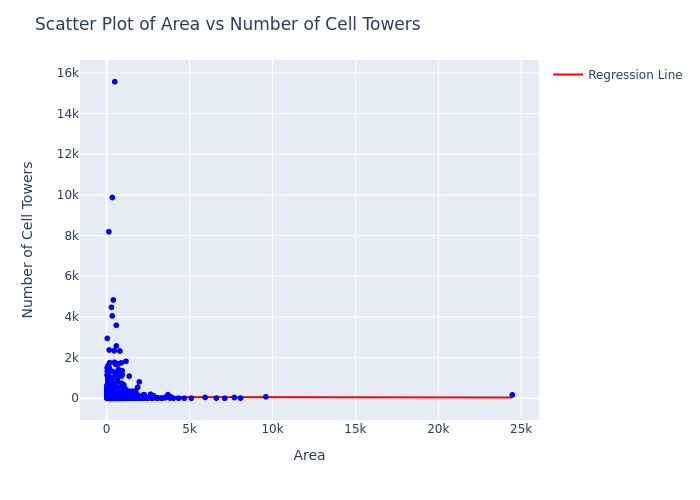 Scatter Plot of Area vs Number of Cell Towers
Regression Line
Number of Cell Towers
16k
14k
12k
10k
8k
6k
4k
2k
0
0
5k
10k
15k
20k
25k
Area